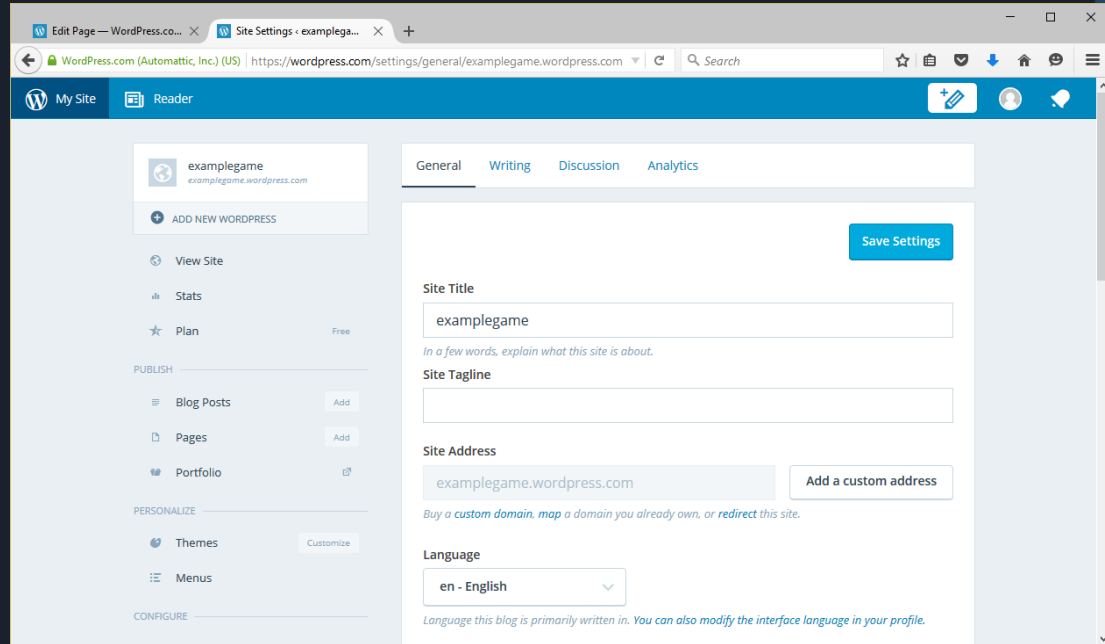 Edit Page — WordPress.co...
Site Settings ‹ examplega...
WordPress.com (Automattic, Inc.) (US)
https://wordpress.com/settings/general/examplegame.wordpress.com
Search
My Site
Reader
examplegame
examplegame.wordpress.com
ADD NEW WORDPRESS
View Site
Stats
Plan Free
PUBLISH
Blog Posts Add
Pages Add
Portfolio
PERSONALIZE
Themes Customize
Menus
CONFIGURE
General Writing Discussion Analytics
Save Settings
Site Title
examplegame
In a few words, explain what this site is about.
Site Tagline
Site Address
examplegame.wordpress.com
Add a custom address
Buy a custom domain, map a domain you already own, or redirect this site.
Language
en - English
Language this blog is primarily written in. You can also modify the interface language in your profile.